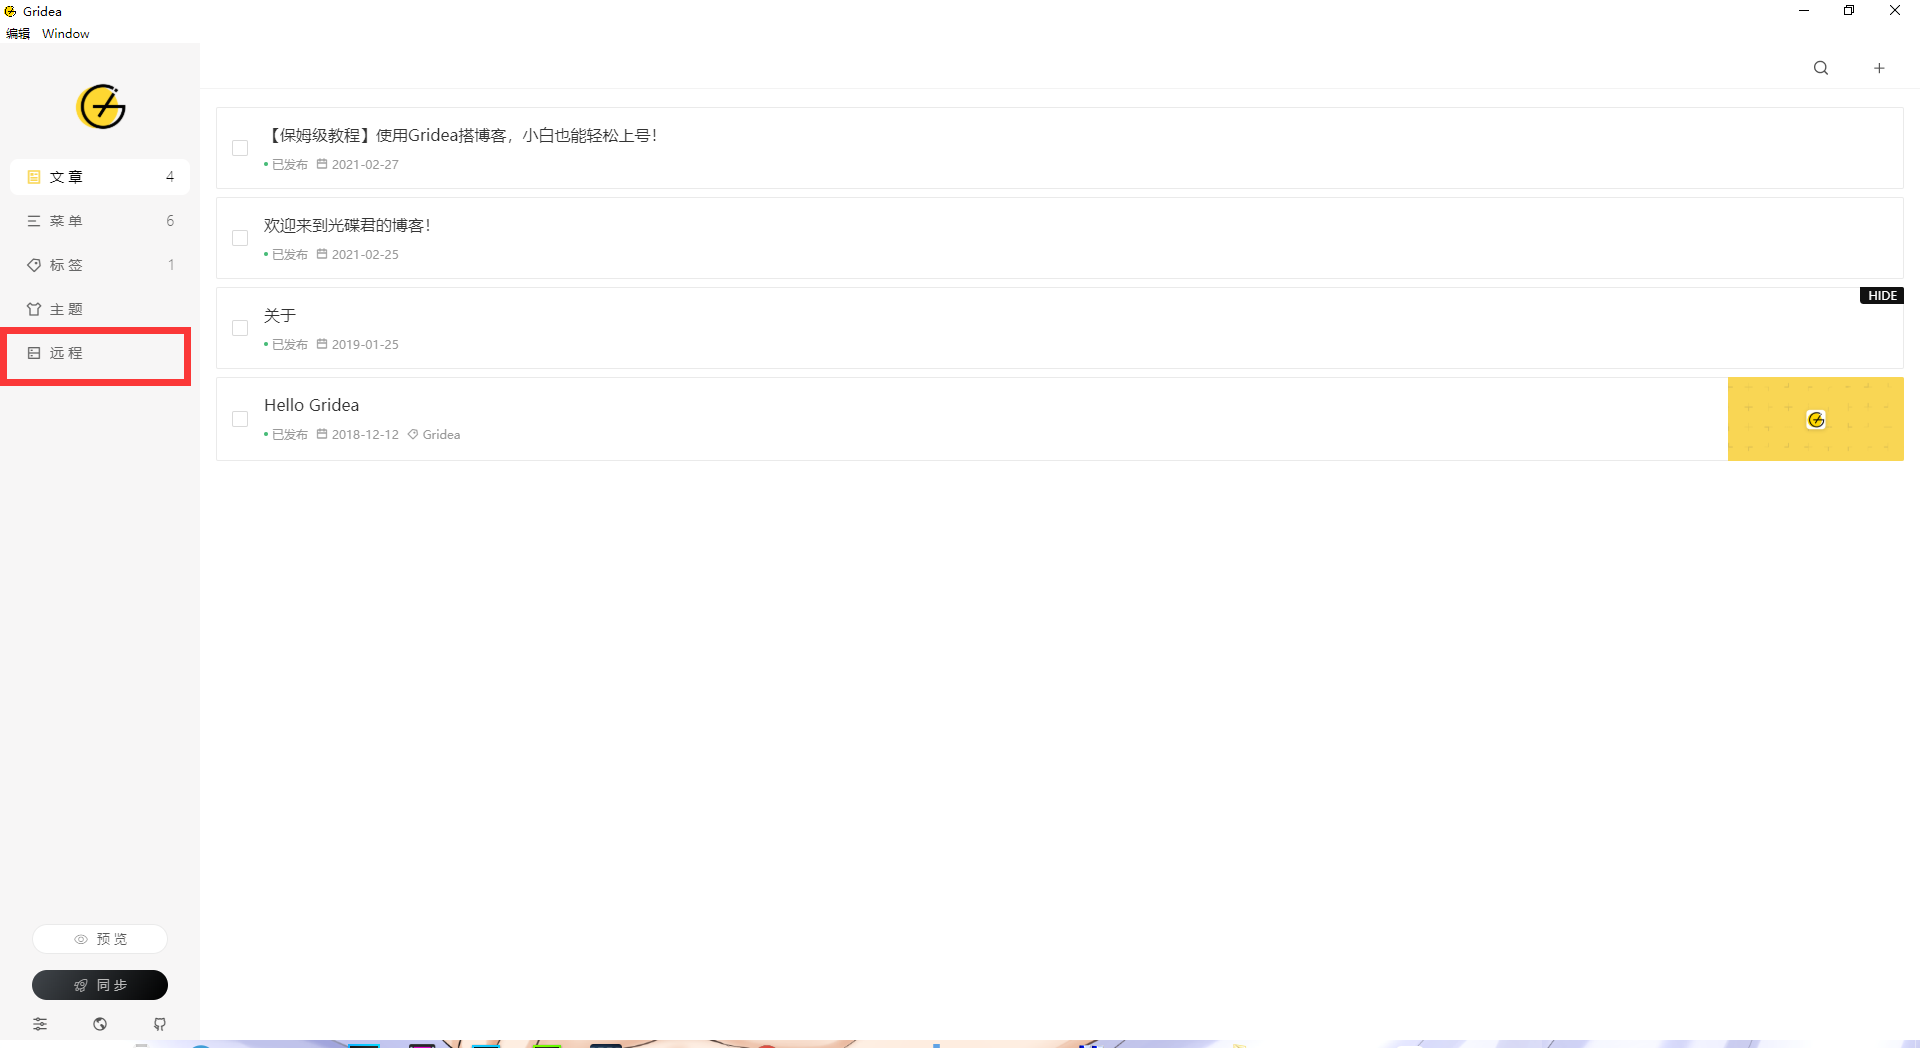 Gridea
编辑 Window
文章 4
菜单 6
标签 1
主题
远程
【保姆级教程】使用Gridea搭博客，小白也能轻松上号！
已发布 2021-02-27
欢迎来到光碟君的博客！
已发布 2021-02-25
HIDE
关于
已发布 2019-01-25
Hello Gridea
已发布 2018-12-12 Gridea
预览
同步